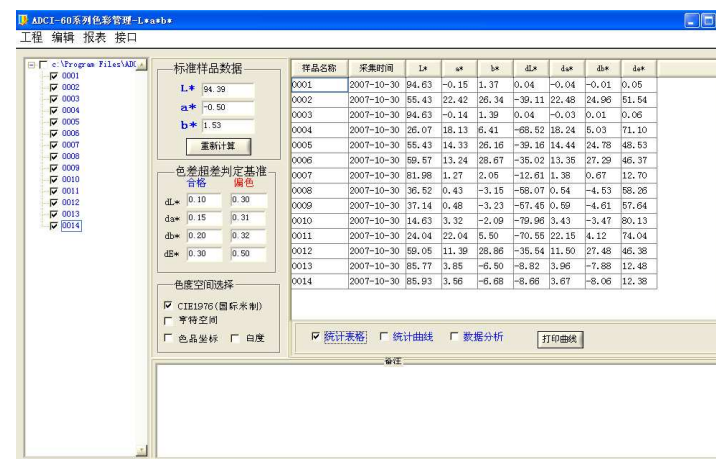 ADCI-60系列色彩管理-L*a*b*
工程 编辑 报表 接口
c:\Program Files\ADC
0001
0002
0003
0004
0005
0006
0007
0008
0009
0010
0011
0012
0013
0014
标准样品数据
L* 94.39
a* -0.50
b* 1.53
重新计算
色差超差判定基准
合格 偏色
dL* 0.10 0.30
da* 0.15 0.31
db* 0.20 0.32
dE* 0.30 0.50
色度空间选择
CIE1976(国际米制)
亨特空间
色品坐标 白度
样品名称 采集时间 L* a* b* dL* da* db* de*
0001 2007-10-30 94.63 -0.15 1.37 0.04 -0.04 -0.01 0.05
0002 2007-10-30 55.43 22.42 26.34 -39.11 22.48 24.96 51.54
0003 2007-10-30 94.63 -0.14 1.39 0.04 -0.03 0.01 0.06
0004 2007-10-30 26.07 18.13 6.41 -68.52 18.24 5.03 71.10
0005 2007-10-30 55.43 14.33 26.16 -39.16 14.44 24.78 48.53
0006 2007-10-30 59.57 13.24 28.67 -35.02 13.35 27.29 46.37
0007 2007-10-30 81.98 1.27 2.05 -12.61 1.38 0.67 12.70
0008 2007-10-30 36.52 0.43 -3.15 -58.07 0.54 -4.53 58.26
0009 2007-10-30 37.14 0.48 -3.23 -57.45 0.59 -4.61 57.64
0010 2007-10-30 14.63 3.32 -2.09 -79.96 3.43 -3.47 80.13
0011 2007-10-30 24.04 22.04 5.50 -70.55 22.15 4.12 74.04
0012 2007-10-30 59.05 11.39 28.86 -35.54 11.50 27.48 46.38
0013 2007-10-30 85.77 3.85 -6.50 -8.82 3.96 -7.88 12.48
0014 2007-10-30 85.93 3.56 -6.68 -8.66 3.67 -8.06 12.38
统计表格 统计曲线 数据分析 打印曲线
备注